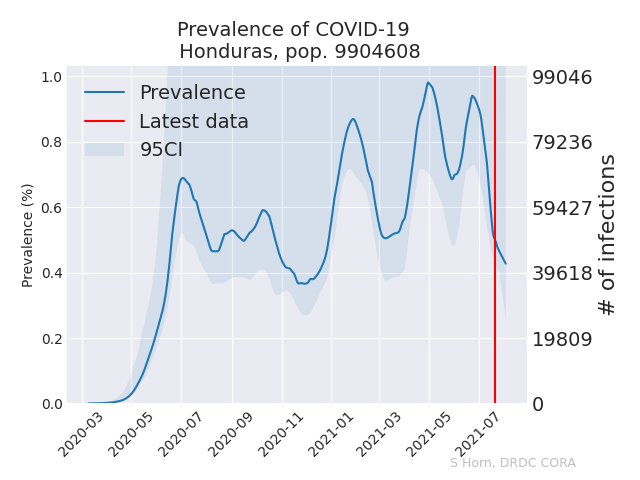 Prevalence of COVID-19
Honduras, pop. 9904608
Prevalence
Latest data
95CI
1.0
0.8
0.6
0.4
0.2
0.0
Prevalence (%)
99046
79236
59427
39618
19809
0
# of infections
2020-03
2020-05
2020-07
2020-09
2020-11
2021-01
2021-03
2021-05
2021-07
S Horn, DRDC CORA